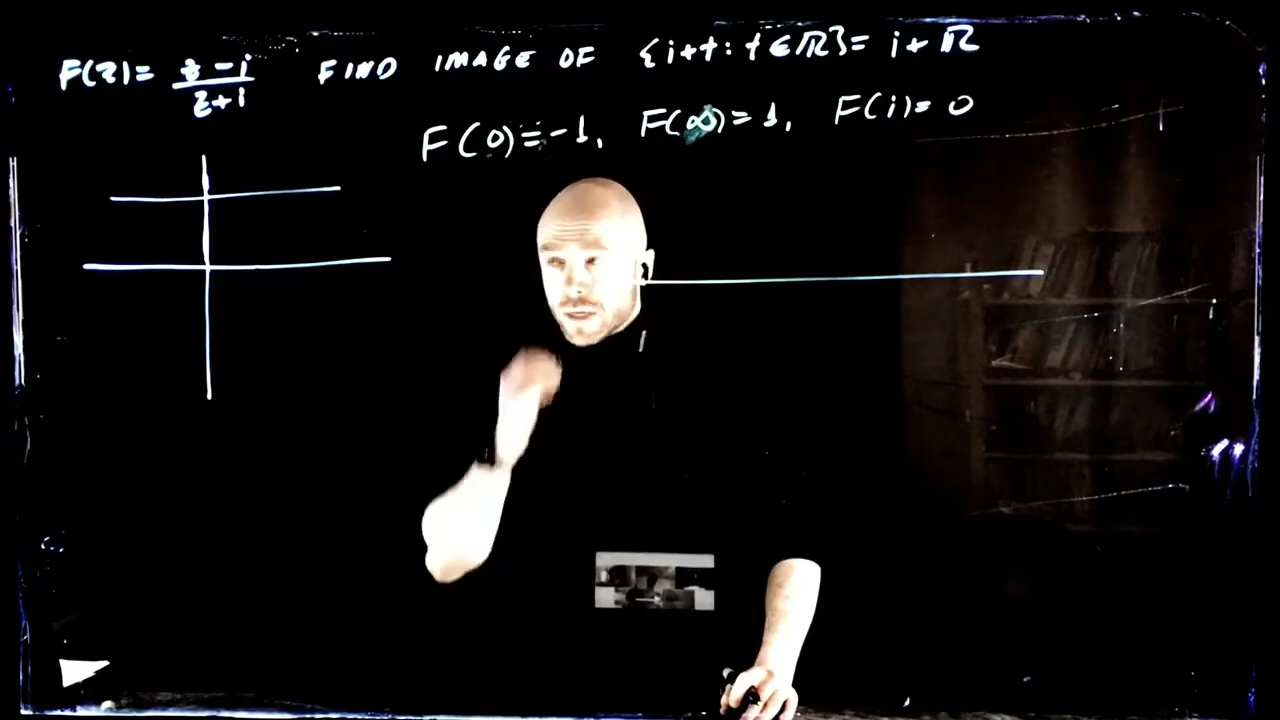 F(z)= z-i/z+i FIND IMAGE OF {i+t: t∈ℝ}= i+ℝ
F(0)=-1, F(∞)=1, F(i)=0